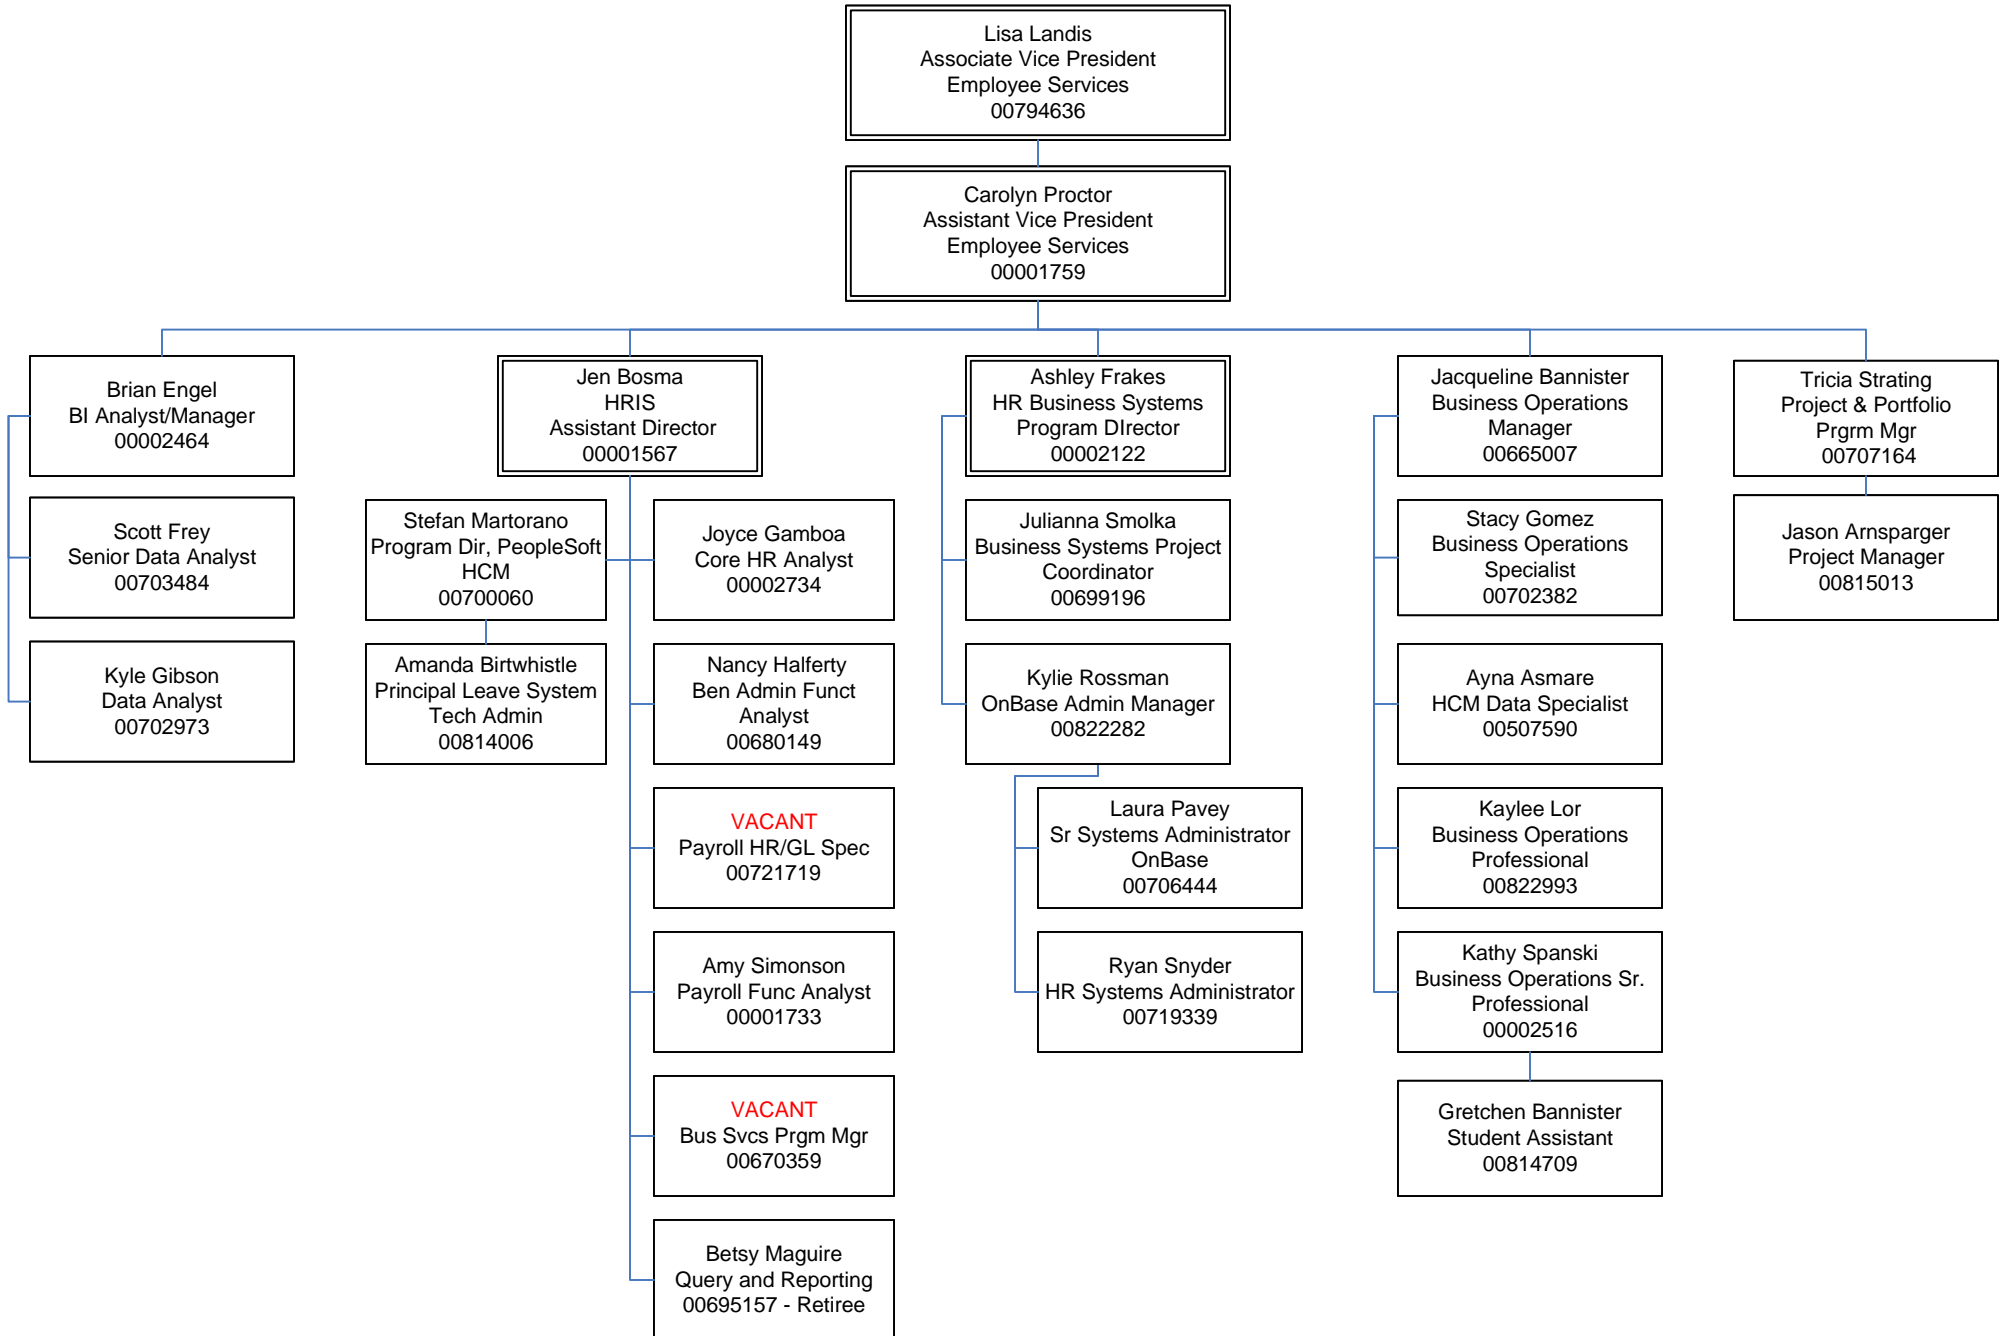 Lisa Landis
Associate Vice President
Employee Services
00794636
Carolyn Proctor
Assistant Vice President
Employee Services
00001759
Brian Engel
BI Analyst/Manager
00002464
Scott Frey
Senior Data Analyst
00703484
Kyle Gibson
Data Analyst
00702973
Jen Bosma
HRIS
Assistant Director
00001567
Stefan Martorano
Program Dir, PeopleSoft
HCM
00700060
Amanda Birtwhistle
Principal Leave System
Tech Admin
00814006
Joyce Gamboa
Core HR Analyst
00002734
Nancy Halferty
Ben Admin Funct
Analyst
00680149
VACANT
Payroll HR/GL Spec
00721719
Amy Simonson
Payroll Func Analyst
00001733
VACANT
Bus Svcs Prgm Mgr
00670359
Betsy Maguire
Query and Reporting
00695157 - Retiree
Ashley Frakes
HR Business Systems
Program DIrector
00002122
Julianna Smolka
Business Systems Project
Coordinator
00699196
Kylie Rossman
OnBase Admin Manager
00822282
Laura Pavey
Sr Systems Administrator
OnBase
00706444
Ryan Snyder
HR Systems Administrator
00719339
Jacqueline Bannister
Business Operations
Manager
00665007
Stacy Gomez
Business Operations
Specialist
00702382
Ayna Asmare
HCM Data Specialist
00507590
Kaylee Lor
Business Operations
Professional
00822993
Kathy Spanski
Business Operations Sr.
Professional
00002516
Gretchen Bannister
Student Assistant
00814709
Tricia Strating
Project & Portfolio
Prgrm Mgr
00707164
Jason Arnsparger
Project Manager
00815013